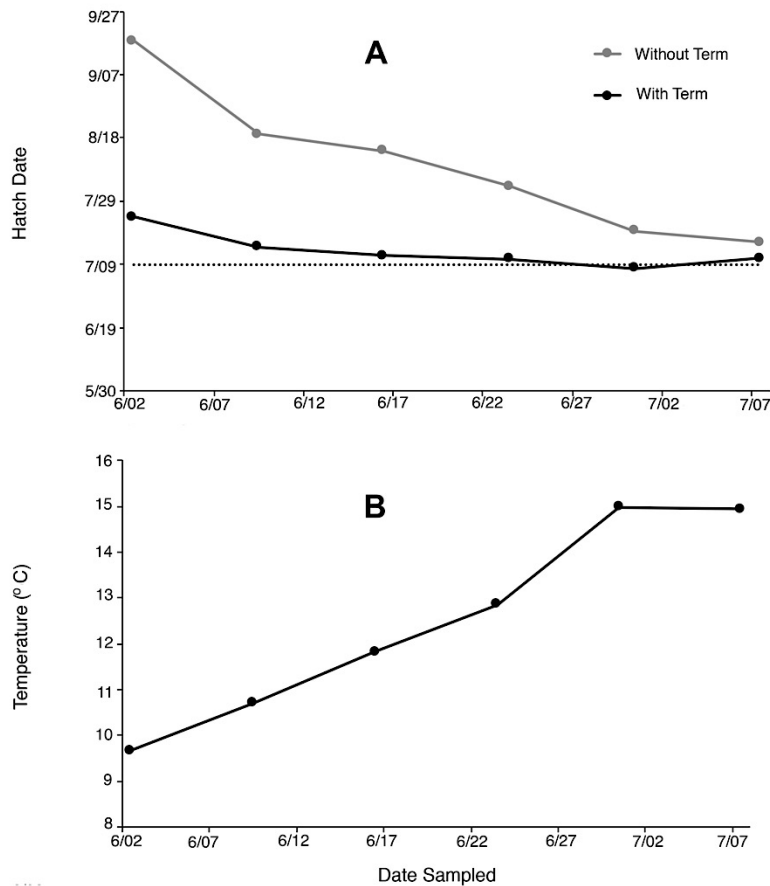 A
Without Term
With Term
Hatch Date
9/27
9/07
8/18
7/29
7/09
6/19
5/30
6/02 6/07 6/12 6/17 6/22 6/27 7/02 7/07
B
Temperature (º C)
16
15
14
13
12
11
10
9
8
6/02 6/07 6/12 6/17 6/22 6/27 7/02 7/07
Date Sampled